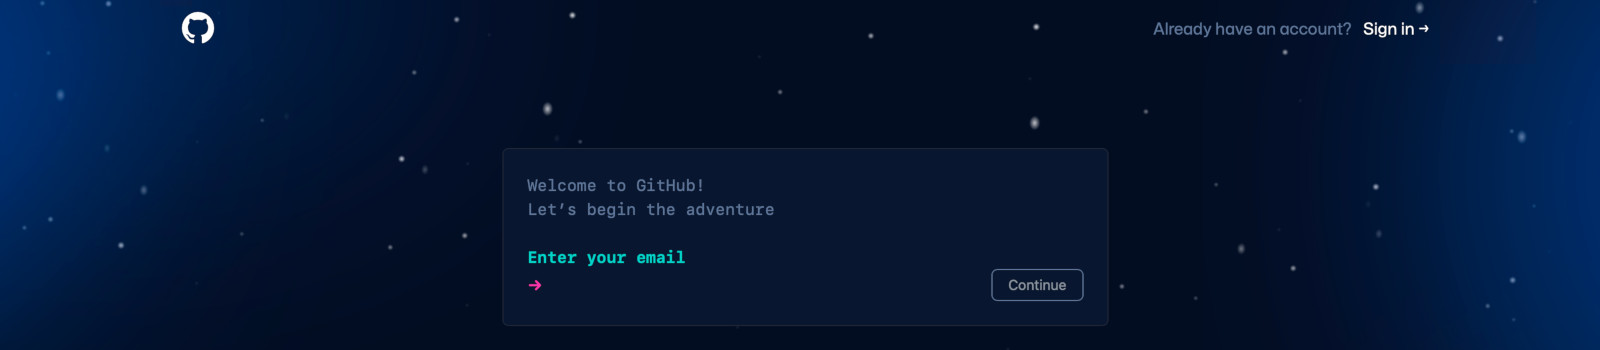 Already have an account? Sign in →
Welcome to GitHub!
Let’s begin the adventure
Enter your email
→
Continue